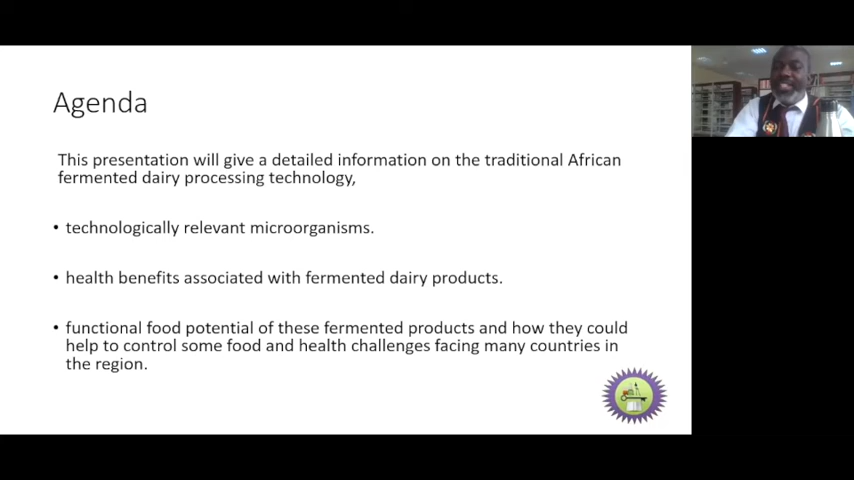 Agenda
This presentation will give a detailed information on the traditional African
fermented dairy processing technology,
• technologically relevant microorganisms.
• health benefits associated with fermented dairy products.
• functional food potential of these fermented products and how they could
help to control some food and health challenges facing many countries in
the region.